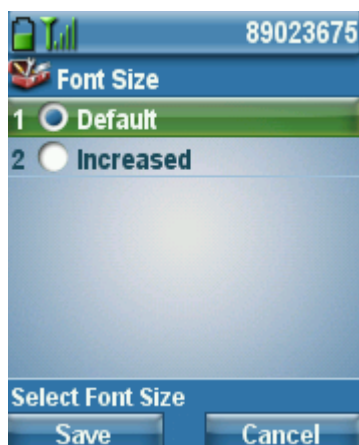 89023675
Font Size
1 Default
2 Increased
Select Font Size
Save Cancel